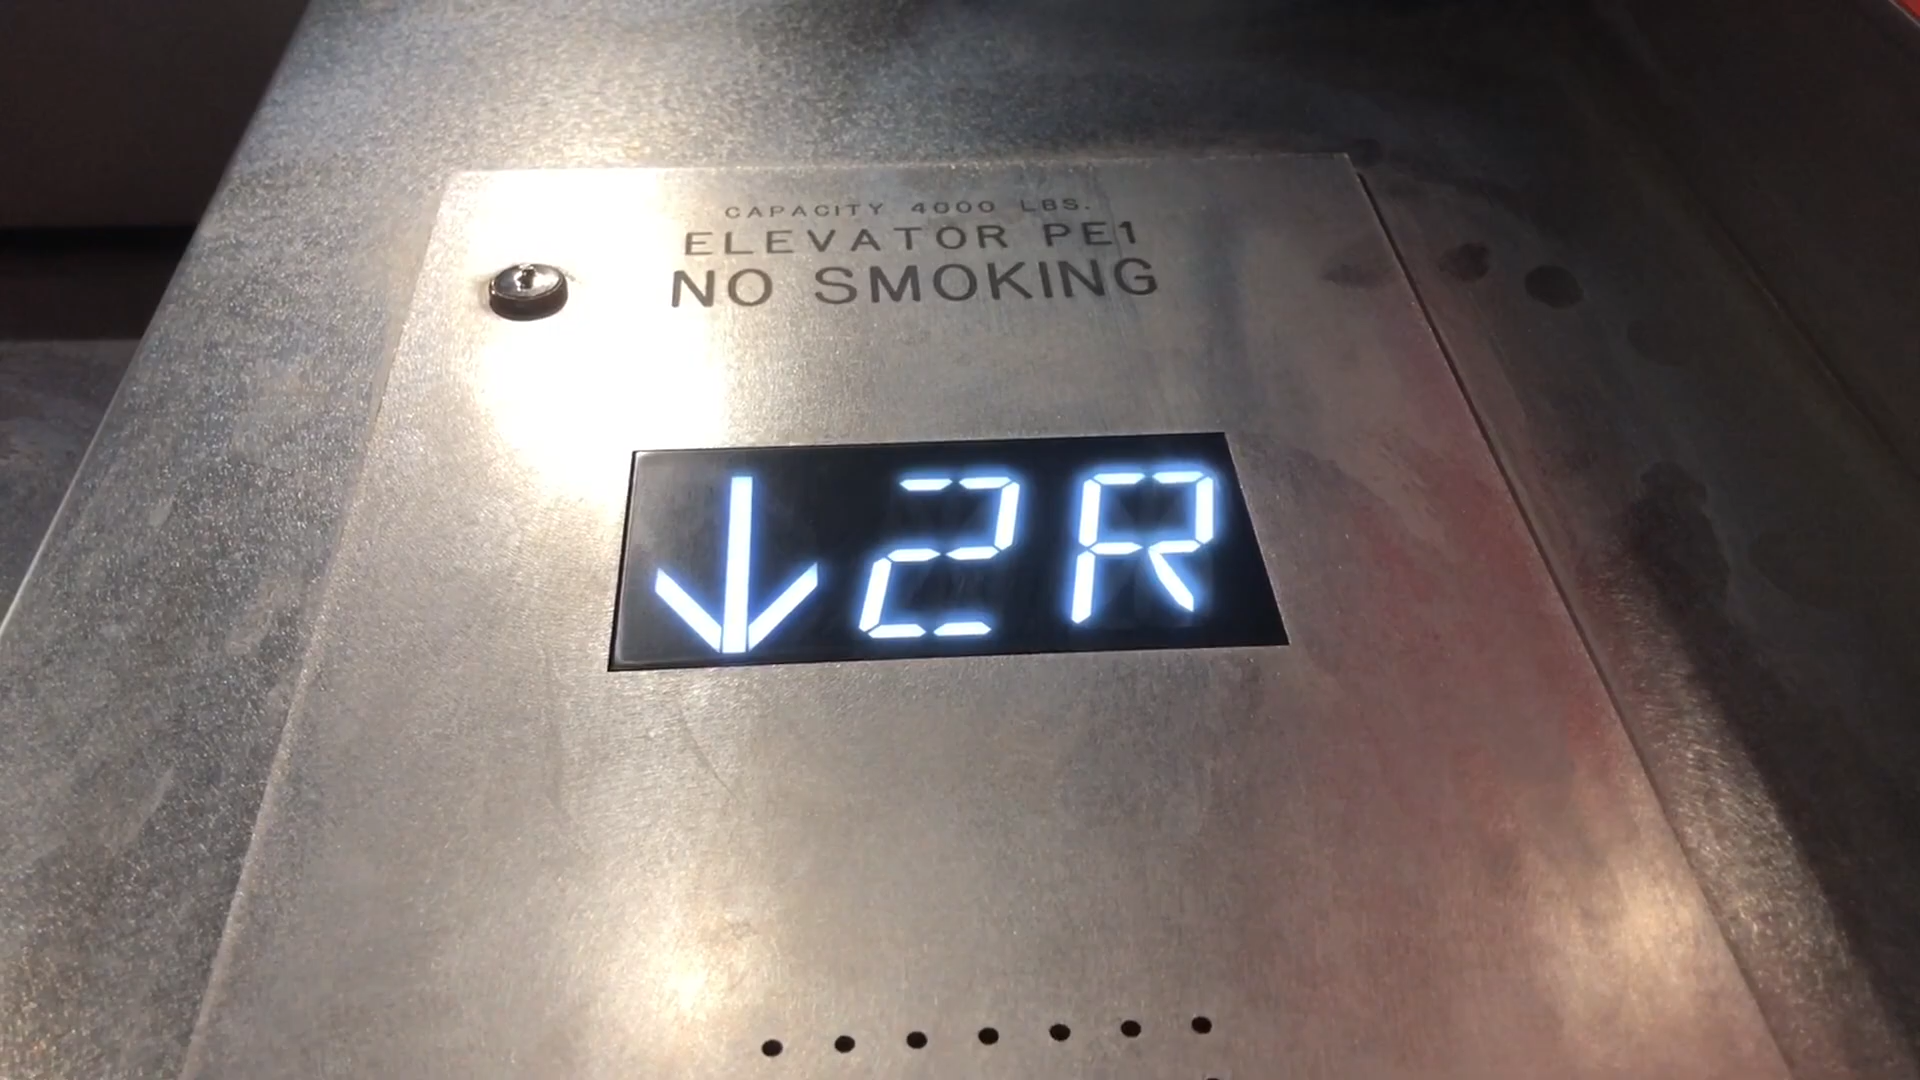 CAPACITY 4000 LBS.
ELEVATOR PE1
NO SMOKING
↓2R